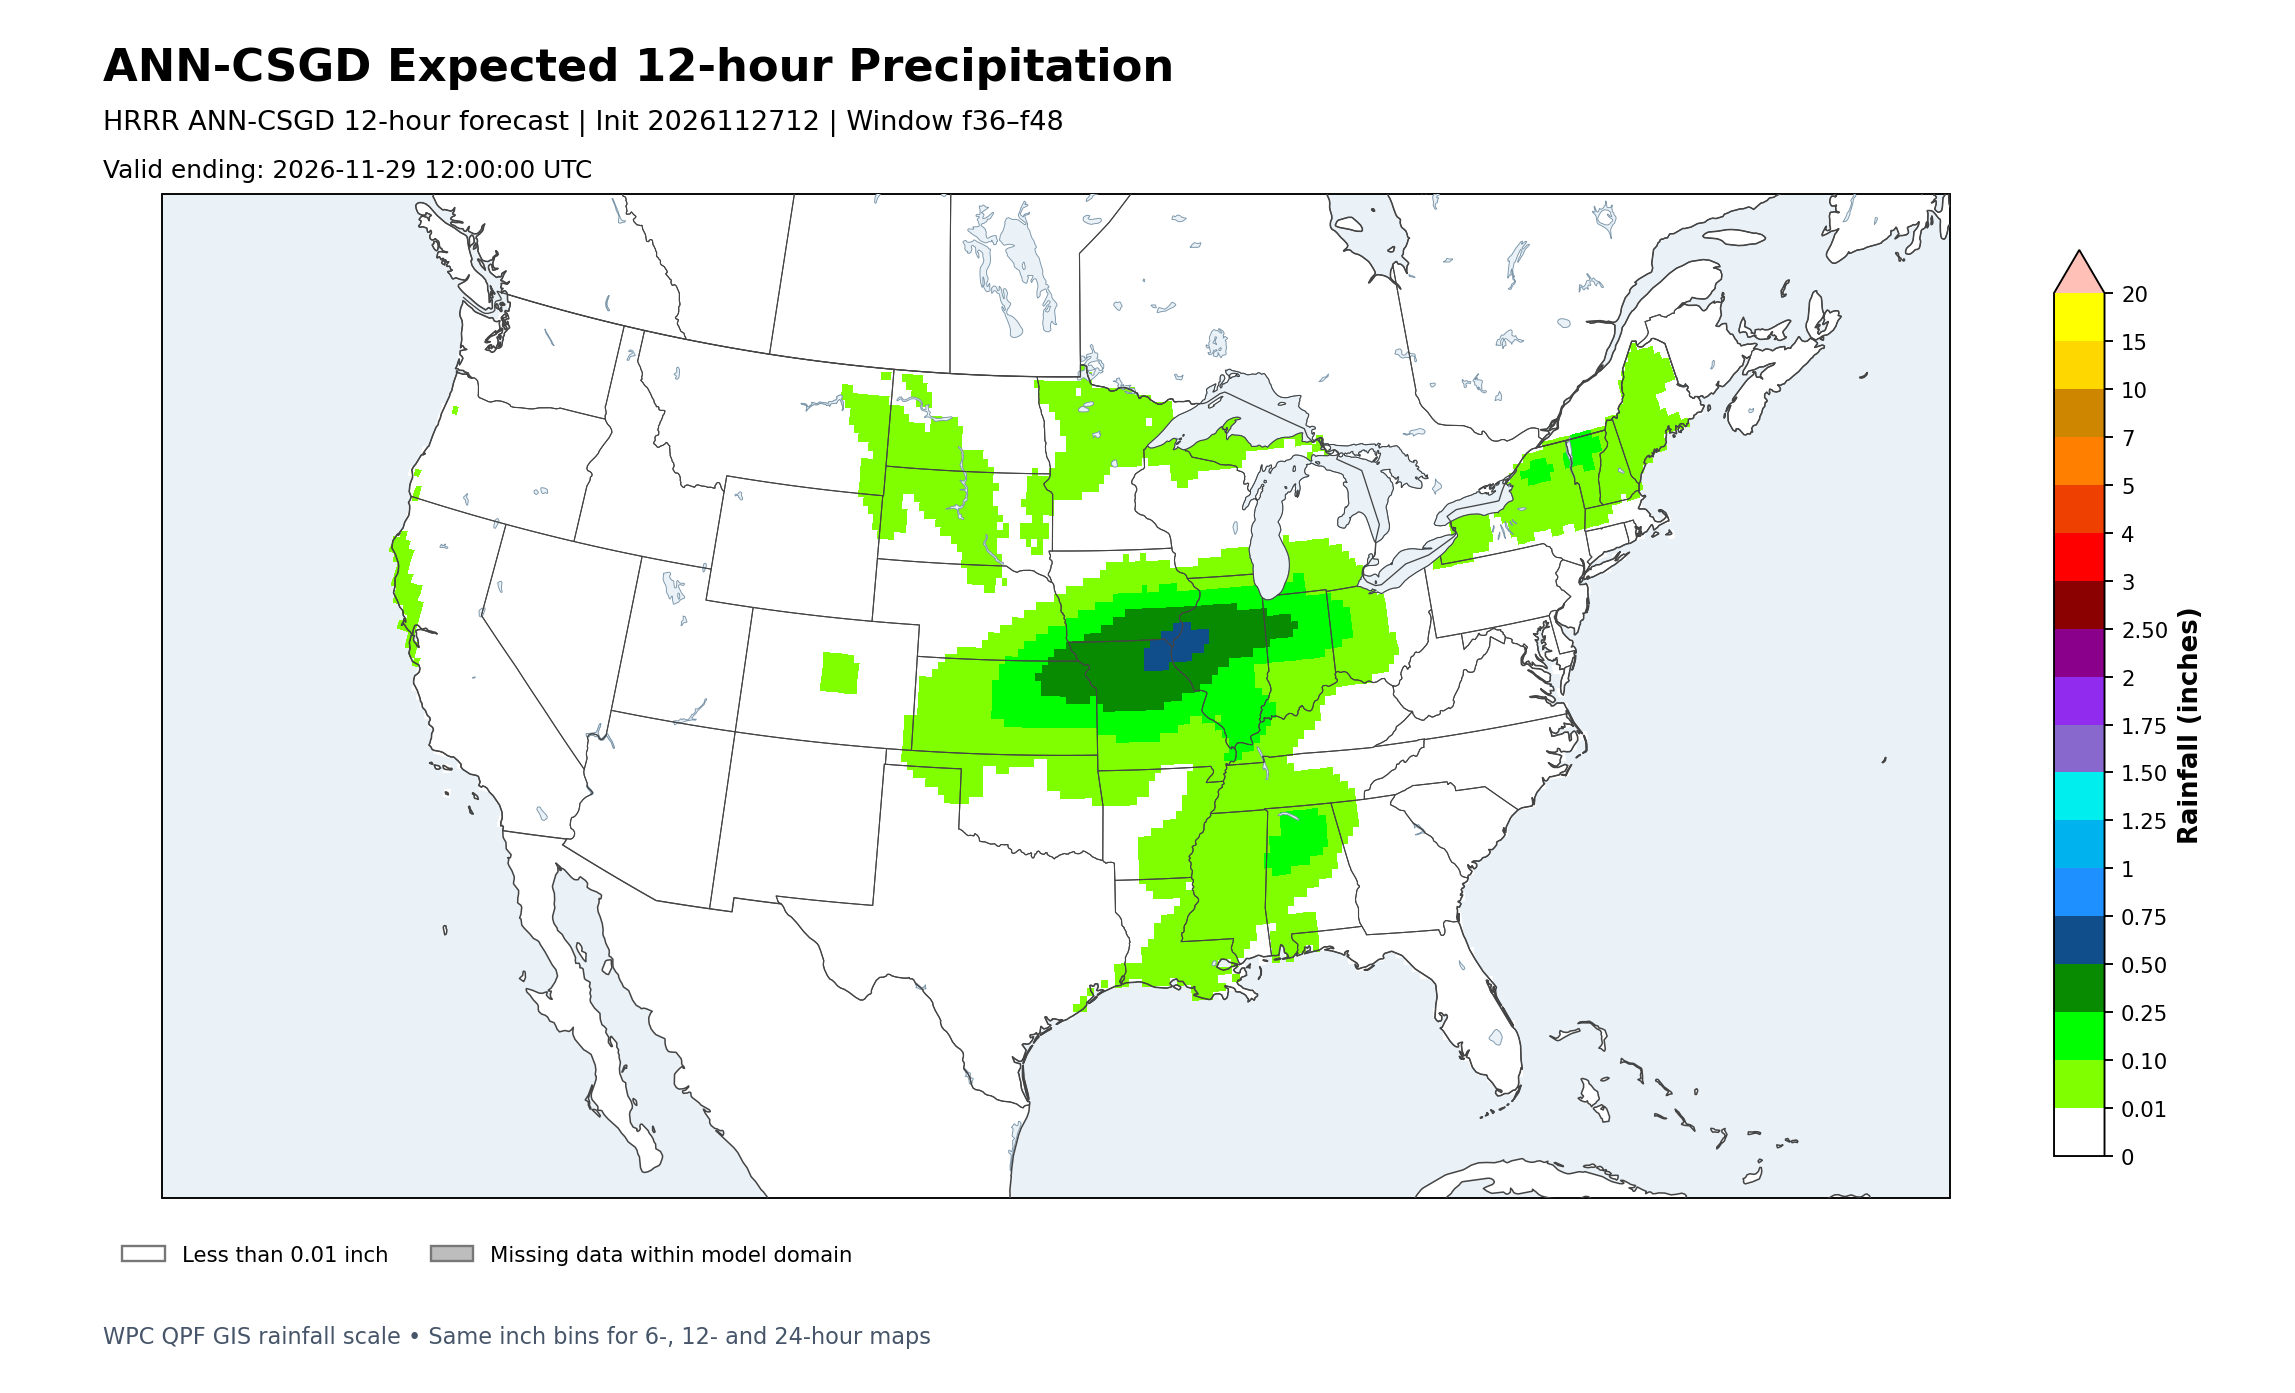 ANN-CSGD Expected 12-hour Precipitation
HRRR ANN-CSGD 12-hour forecast | Init 2026112712 | Window f36–f48
Valid ending: 2026-11-29 12:00:00 UTC
20
15
10
7
5
4
3
2.50
2
1.75
1.50
1.25
1
0.75
0.50
0.25
0.10
0.01
0
Rainfall (inches)
Less than 0.01 inch
Missing data within model domain
WPC QPF GIS rainfall scale • Same inch bins for 6-, 12- and 24-hour maps